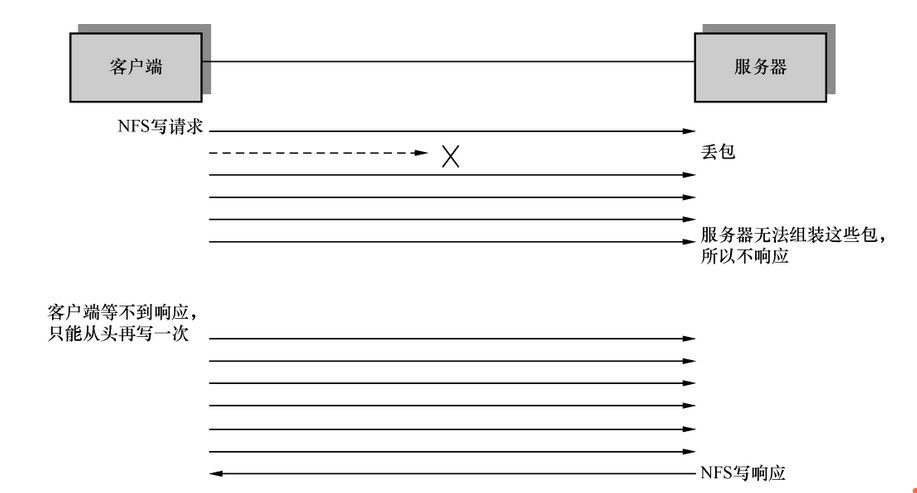 客户端
服务器
NFS写请求
丢包
服务器无法组装这些包，
所以不响应
客户端等不到响应，
只能从头再写一次
NFS写响应